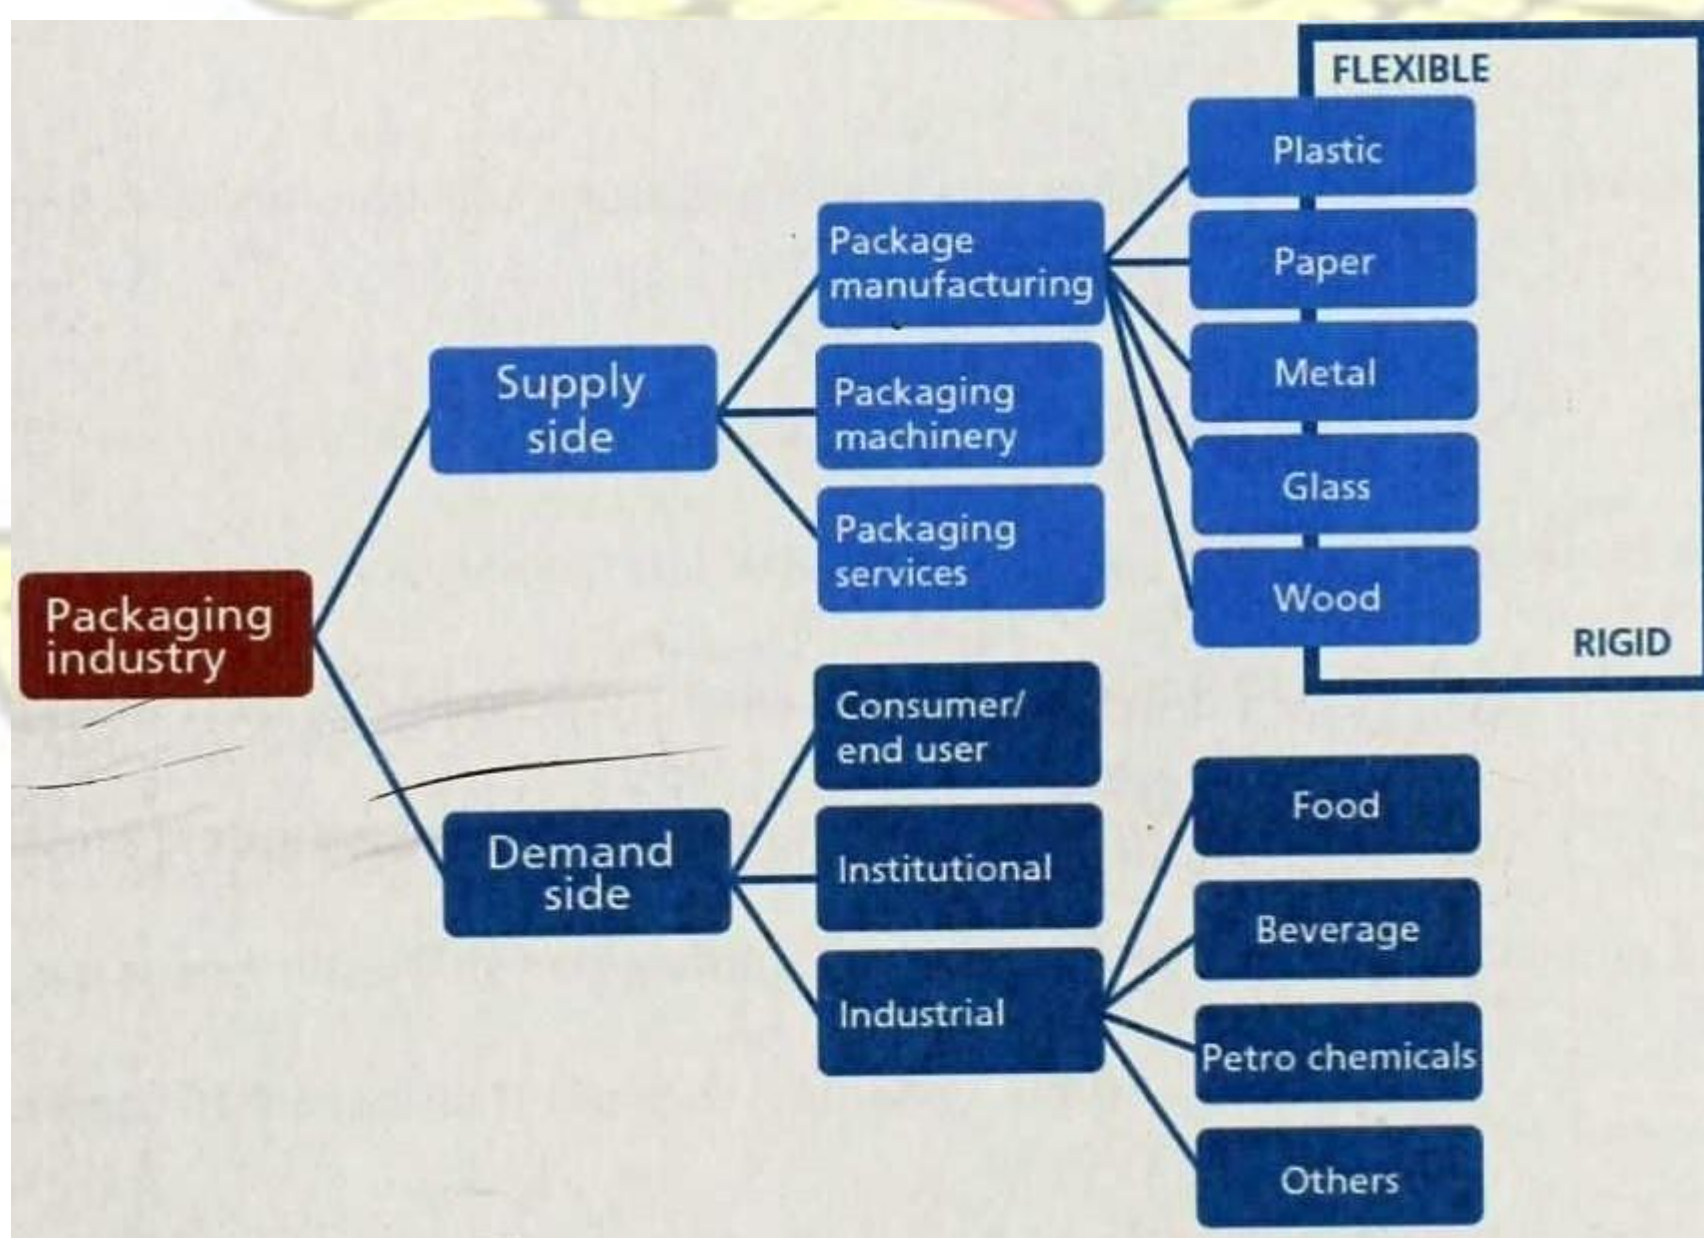 FLEXIBLE
Plastic
Package
manufacturing
Paper
Supply
side
Packaging
machinery
Metal
Packaging
services
Glass
Wood
RIGID
Packaging
industry
Consumer/
end user
Demand
side
Institutional
Industrial
Food
Beverage
Petro chemicals
Others